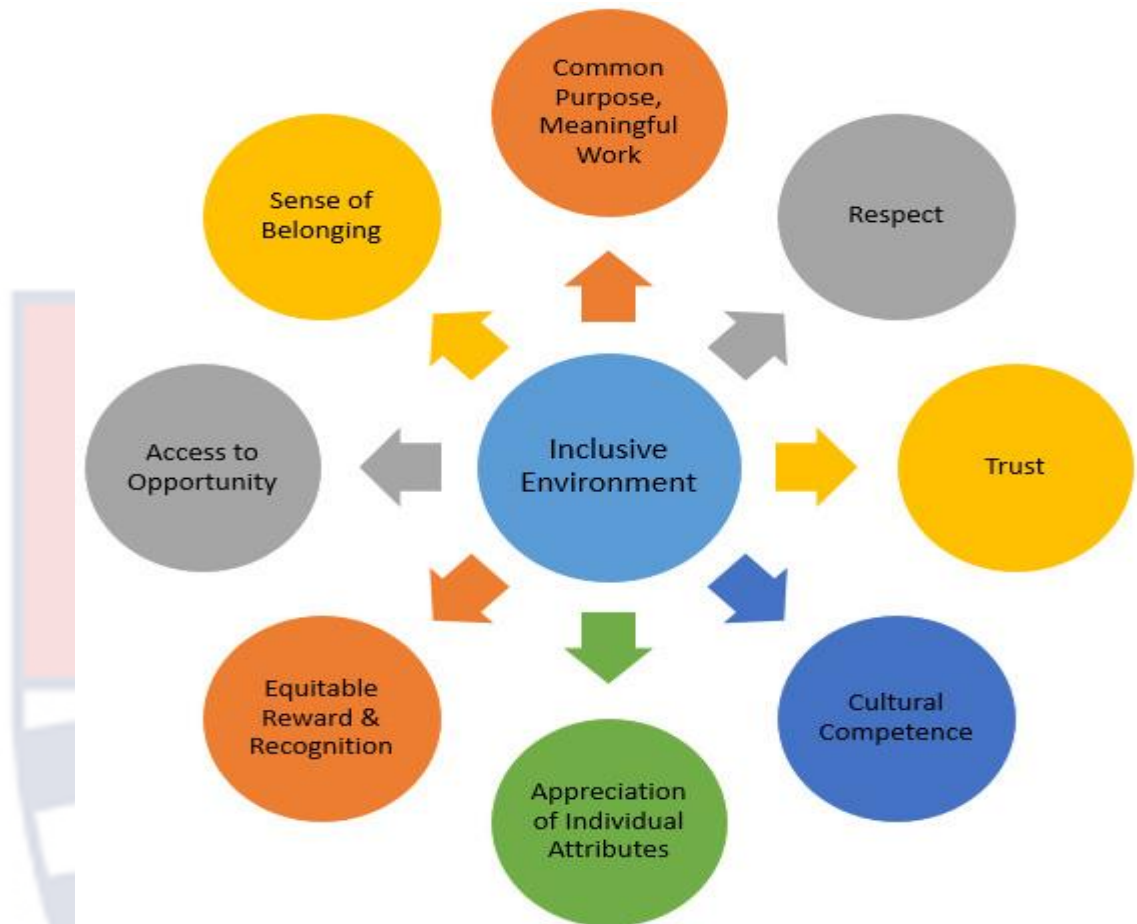 Common
Purpose,
Meaningful
Work
Respect
Trust
Cultural
Competence
Appreciation
of Individual
Attributes
Equitable
Reward &
Recognition
Access to
Opportunity
Sense of
Belonging
Inclusive
Environment